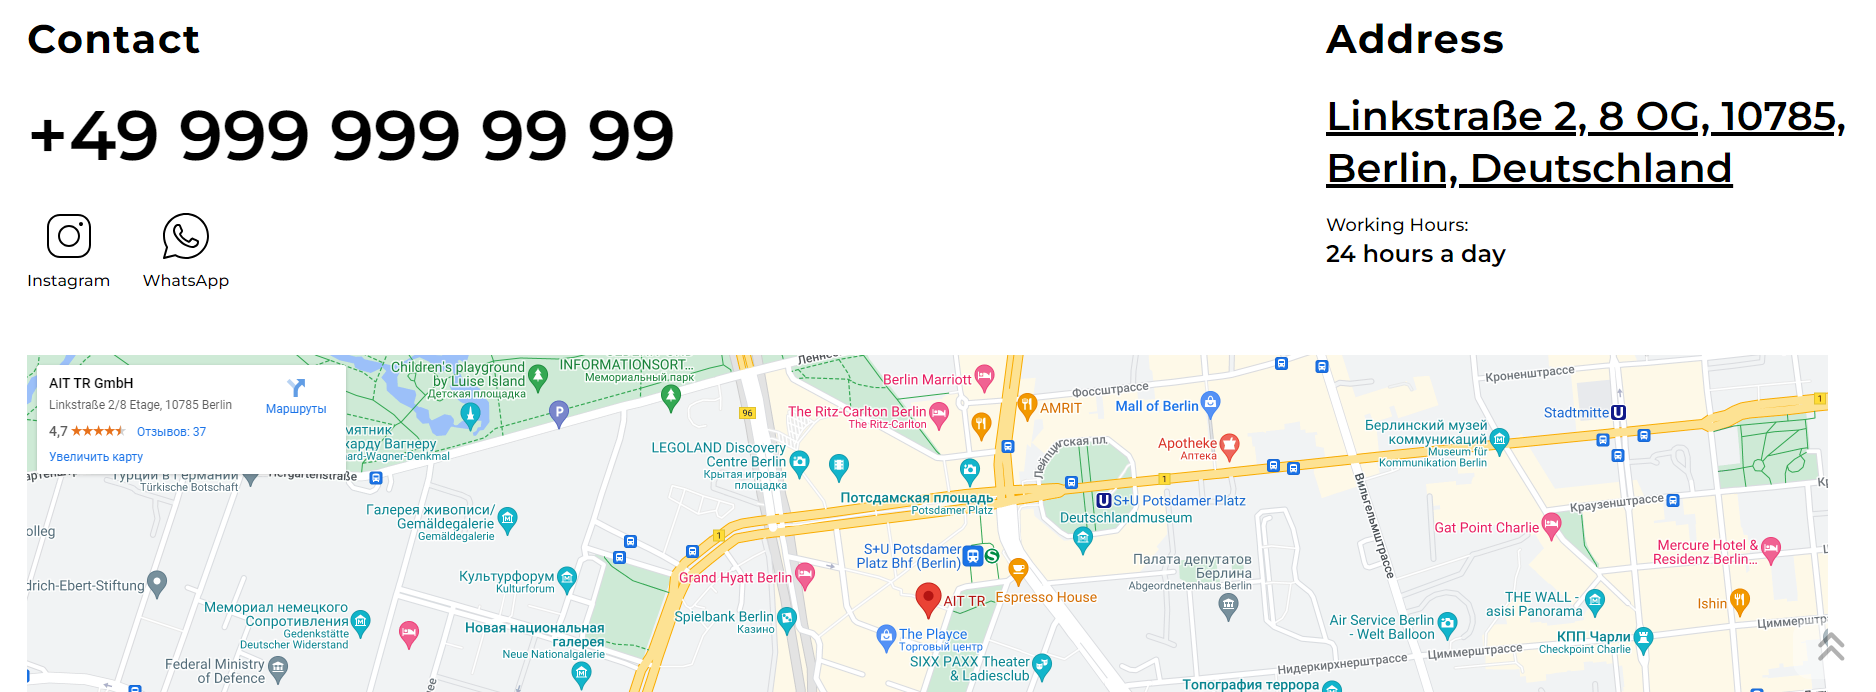 Contact
Address
+49 999 999 99 99
Linkstraße 2, 8 OG, 10785,
Berlin, Deutschland
Working Hours:
24 hours a day
Instagram
WhatsApp
AIT TR GmbH
Linkstraße 2/8 Etage, 10785 Berlin
4,7
Отзывов: 37
Увеличить карту
Маршруты
Children's playground
by Luise Island
Детская площадка
INFORMATIONSORT...
Мемориальный парк
P
96
Berlin Marriott
The Ritz-Carlton Berlin
The Ritz-Carlton
AMRIT
Фоссштрассе
Mall of Berlin
Кроненштрассе
Stadtmitte
U
1
LEGOLAND Discovery
Centre Berlin
Крытая игровая
площадка
Лейпцигская пл.
Apotheke
Аптека
Берлинский музей
коммуникаций
Museum für
Kommunikation Berlin
Türkische Botschaft
Потсдамская площадь
Potsdamer Platz
1
U
S+U Potsdamer Platz
Deutschlandmuseum
Вильгельмштрассе
Краузенштрассе
Галерея живописи/
Gemäldegalerie
Gemäldegalerie
1
S+U Potsdamer
Platz Bhf (Berlin)
S
Gat Point Charlie
Mercure Hotel &
Residenz Berlin...
Палата депутатов
Берлина
Abgeordnetenhaus Berlin
drich-Ebert-Stiftung
Культурфорум
Kulturforum
Grand Hyatt Berlin
AIT TR
Espresso House
THE WALL -
asisi Panorama
Ishin
Мемориал немецкого
Сопротивления
Gedenkstätte
Deutscher Widerstand
Spielbank Berlin
Казино
The Playce
Торговый центр
Air Service Berlin
- Welt Balloon
КПП Чарли
Checkpoint Charlie
Новая национальная
галерея
Neue Nationalgalerie
SIXX PAXX Theater
& Ladiesclub
Нидеркирхнерштрассе
Циммерштрассе
Federal Ministry
of Defence
Топография террора